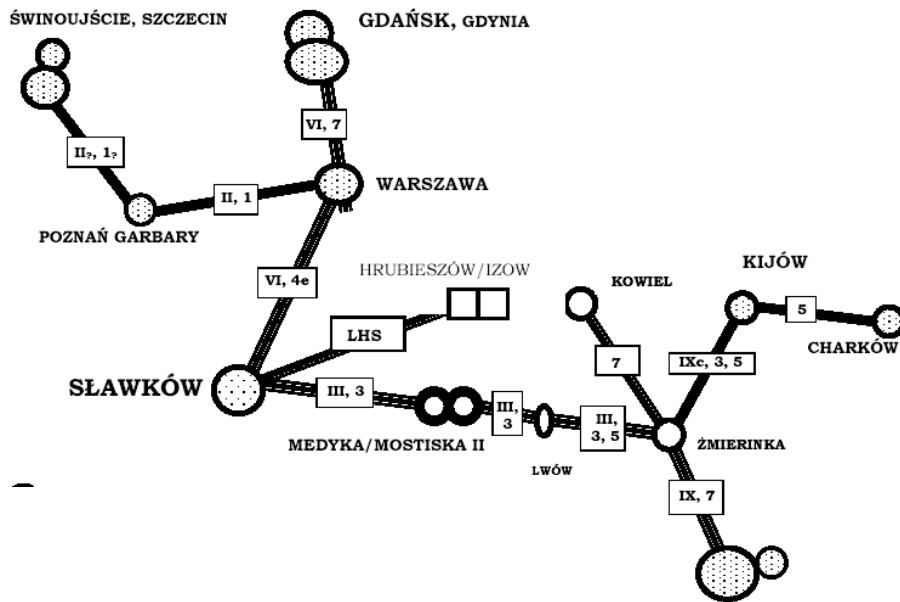 ŚWINOUJŚCIE, SZCZECIN
GDAŃSK, GDYNIA
VI, 7
II?, 1?
WARSZAWA
II, 1
POZNAŃ GARBARY
HRUBIESZÓW/IZOW
KIJÓW
VI, 4e
KOWIEL
5
LHS
CHARKÓW
7
IXc, 3, 5
SŁAWKÓW
III, 3
III,
3
III,
3, 5
MEDYKA/MOSTISKA II
ŻMIERINKA
LWÓW
IX, 7